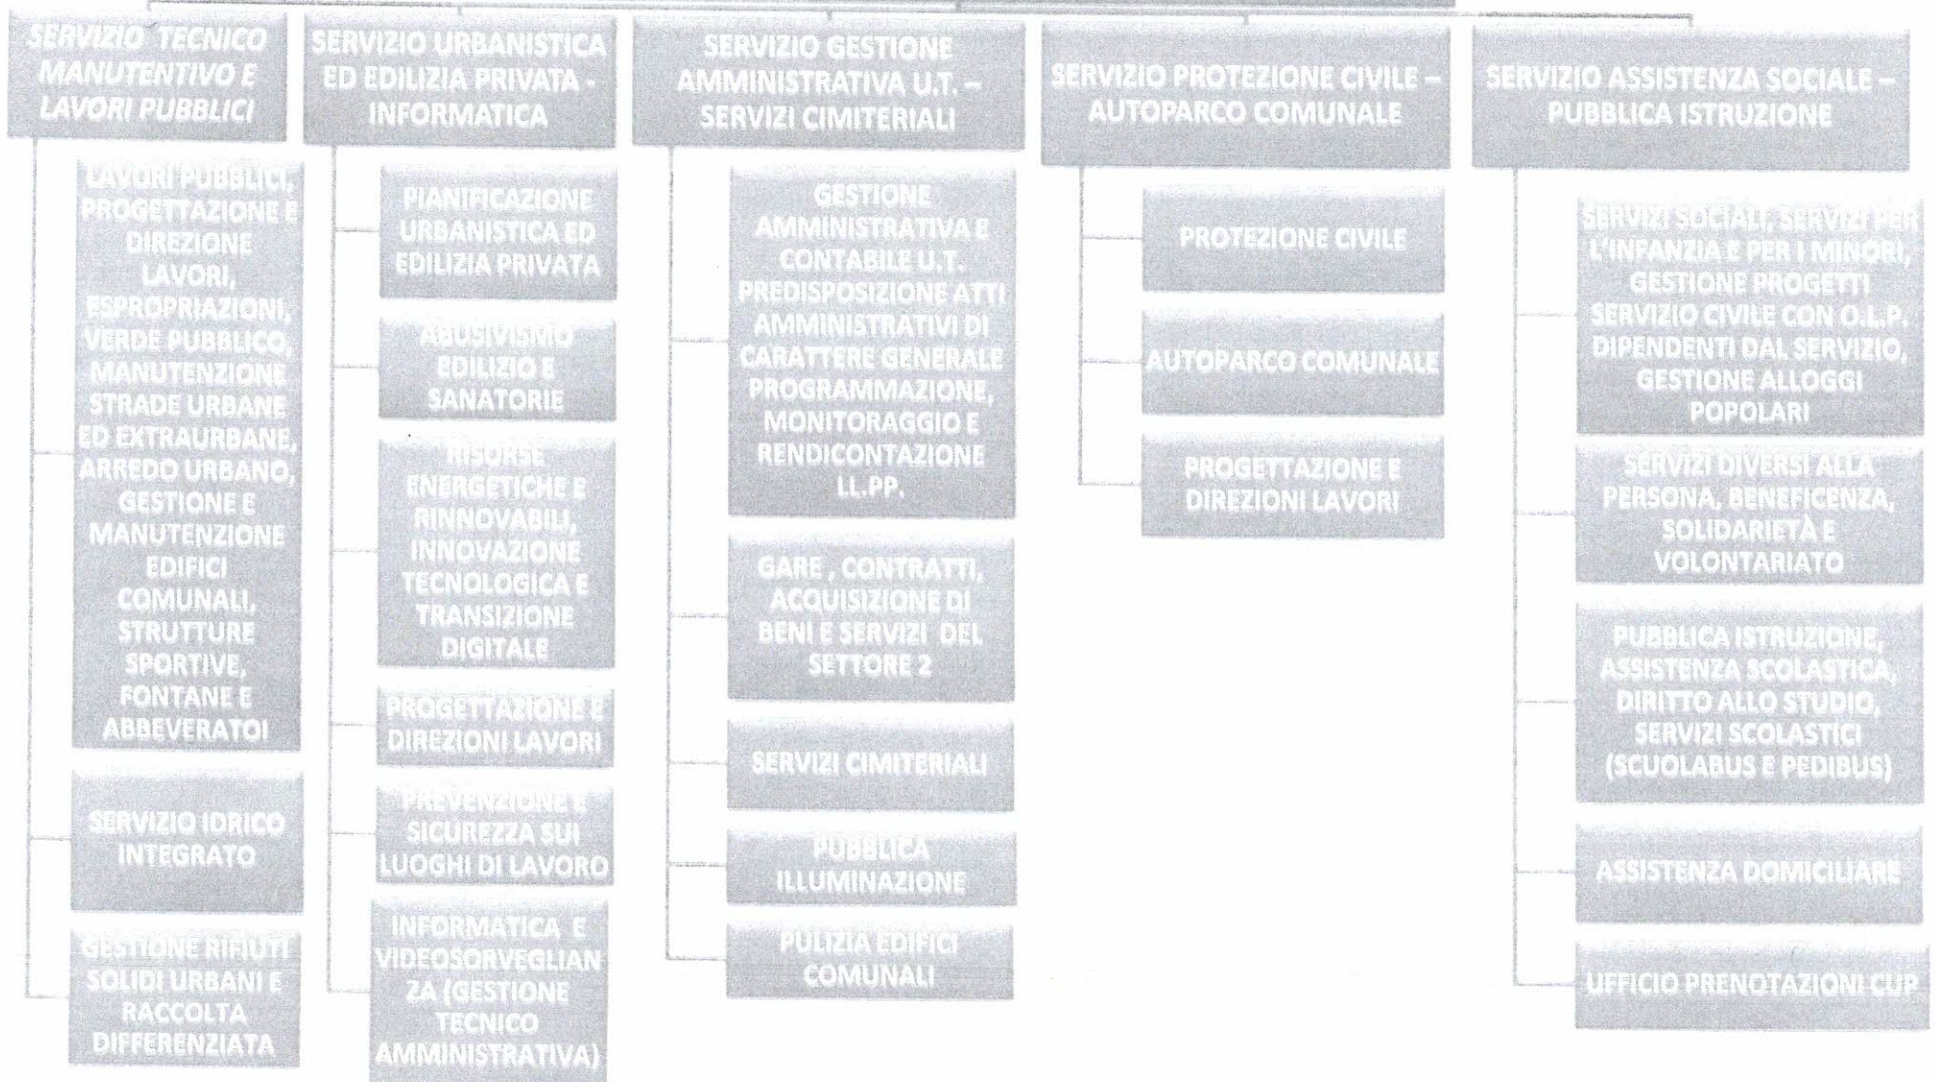 SERVIZIO TECNICO
MANUTENTIVO E
LAVORI PUBBLICI
LAVORI PUBBLICI,
PROGETTAZIONE E
DIREZIONE
LAVORI,
ESPROPRIAZIONI,
VERDE PUBBLICO,
MANUTENZIONE
STRADE URBANE
ED EXTRAURBANE,
ARREDO URBANO,
GESTIONE E
MANUTENZIONE
EDIFICI
COMUNALI,
STRUTTURE
SPORTIVE,
FONTANE E
ABBEVERATOI
SERVIZIO IDRICO
INTEGRATO
GESTIONE RIFIUTI
SOLIDI URBANI E
RACCOLTA
DIFFERENZIATA
SERVIZIO URBANISTICA
ED EDILIZIA PRIVATA -
INFORMATICA
PIANIFICAZIONE
URBANISTICA ED
EDILIZIA PRIVATA
ABUSIVISMO
EDILIZIO E
SANATORIE
RISORSE
ENERGETICHE E
RINNOVABILI,
INNOVAZIONE
TECNOLOGICA E
TRANSIZIONE
DIGITALE
PROGETTAZIONE E
DIREZIONI LAVORI
PREVENZIONE E
SICUREZZA SUI
LUOGHI DI LAVORO
INFORMATICA E
VIDEOSORVEGLIAN
ZA (GESTIONE
TECNICO
AMMINISTRATIVA)
SERVIZIO GESTIONE
AMMINISTRATIVA U.T. –
SERVIZI CIMITERIALI
GESTIONE
AMMINISTRATIVA E
CONTABILE U.T.
PREDISPOSIZIONE ATTI
AMMINISTRATIVI DI
CARATTERE GENERALE
PROGRAMMAZIONE,
MONITORAGGIO E
RENDICONTAZIONE
LL.PP.
GARE , CONTRATTI,
ACQUISIZIONE DI
BENI E SERVIZI DEL
SETTORE 2
SERVIZI CIMITERIALI
PUBBLICA
ILLUMINAZIONE
PULIZIA EDIFICI
COMUNALI
SERVIZIO PROTEZIONE CIVILE –
AUTOPARCO COMUNALE
PROTEZIONE CIVILE
AUTOPARCO COMUNALE
PROGETTAZIONE E
DIREZIONI LAVORI
SERVIZIO ASSISTENZA SOCIALE –
PUBBLICA ISTRUZIONE
SERVIZI SOCIALI, SERVIZI PER
L'INFANZIA E PER I MINORI,
GESTIONE PROGETTI
SERVIZIO CIVILE CON O.L.P.
DIPENDENTI DAL SERVIZIO,
GESTIONE ALLOGGI
POPOLARI
SERVIZI DIVERSI ALLA
PERSONA, BENEFICENZA,
SOLIDARIETÀ E
VOLONTARIATO
PUBBLICA ISTRUZIONE,
ASSISTENZA SCOLASTICA,
DIRITTO ALLO STUDIO,
SERVIZI SCOLASTICI
(SCUOLABUS E PEDIBUS)
ASSISTENZA DOMICILIARE
UFFICIO PRENOTAZIONI CUP